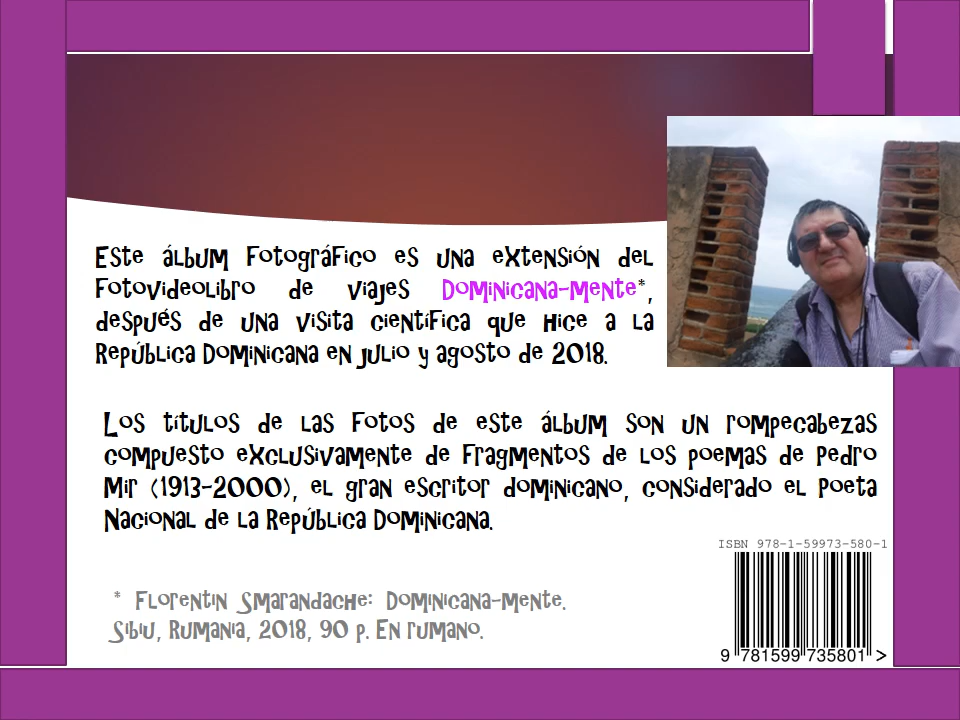 Este álbum fotográfico es una extensión del
fotovideolibro de viajes Dominicana-mente*,
después de una visita científica que hice a la
República Dominicana en julio y agosto de 2018.
Los títulos de las fotos de este álbum son un rompecabezas
compuesto exclusivamente de fragmentos de los poemas de Pedro
Mir (1913-2000), el gran escritor dominicano, considerado el Poeta
Nacional de la República Dominicana.
ISBN 978-1-59973-580-1
* Florentin Smarandache: Dominicana-mente.
Sibiu, Rumania, 2018, 90 p. En rumano.
9 781599 735801 >